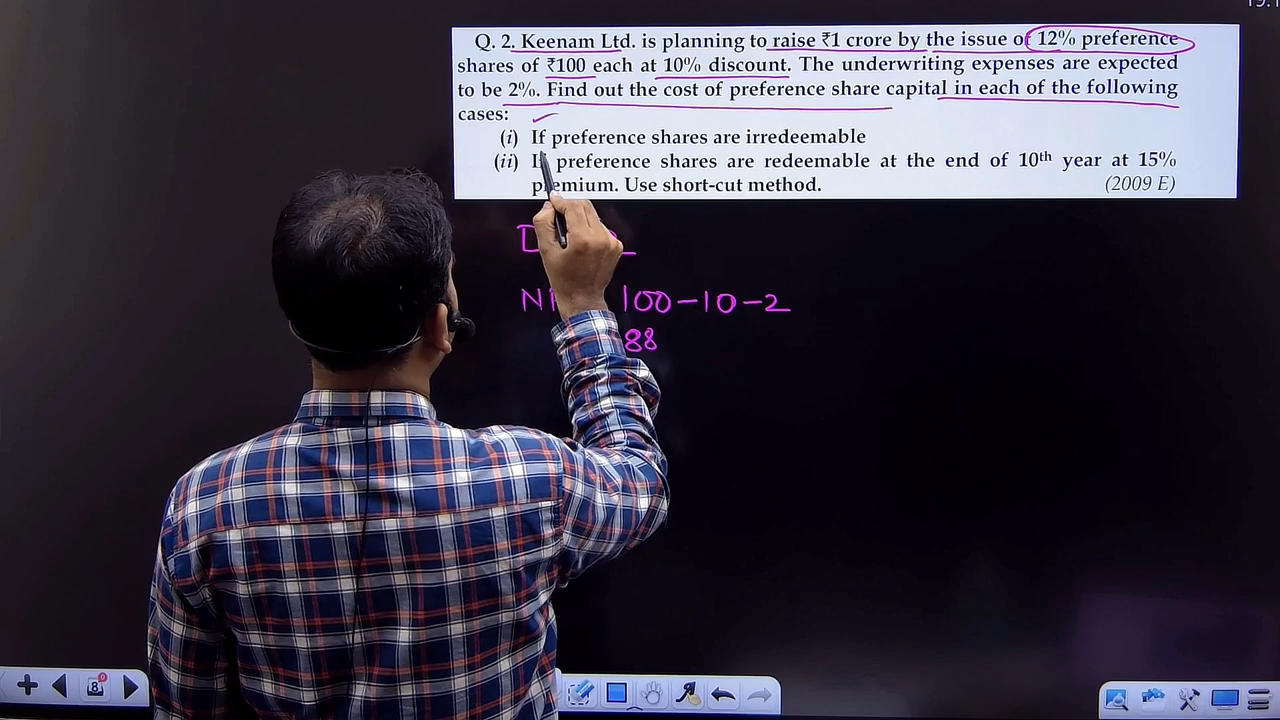 Q. 2. Keenam Ltd. is planning to raise ₹1 crore by the issue of 12% preference
shares of ₹100 each at 10% discount. The underwriting expenses are expected
to be 2%. Find out the cost of preference share capital in each of the following
cases:
(i) If preference shares are irredeemable
(ii) If preference shares are redeemable at the end of 10th year at 15%
premium. Use short-cut method.
(2009 E)
100-10-2
88
8